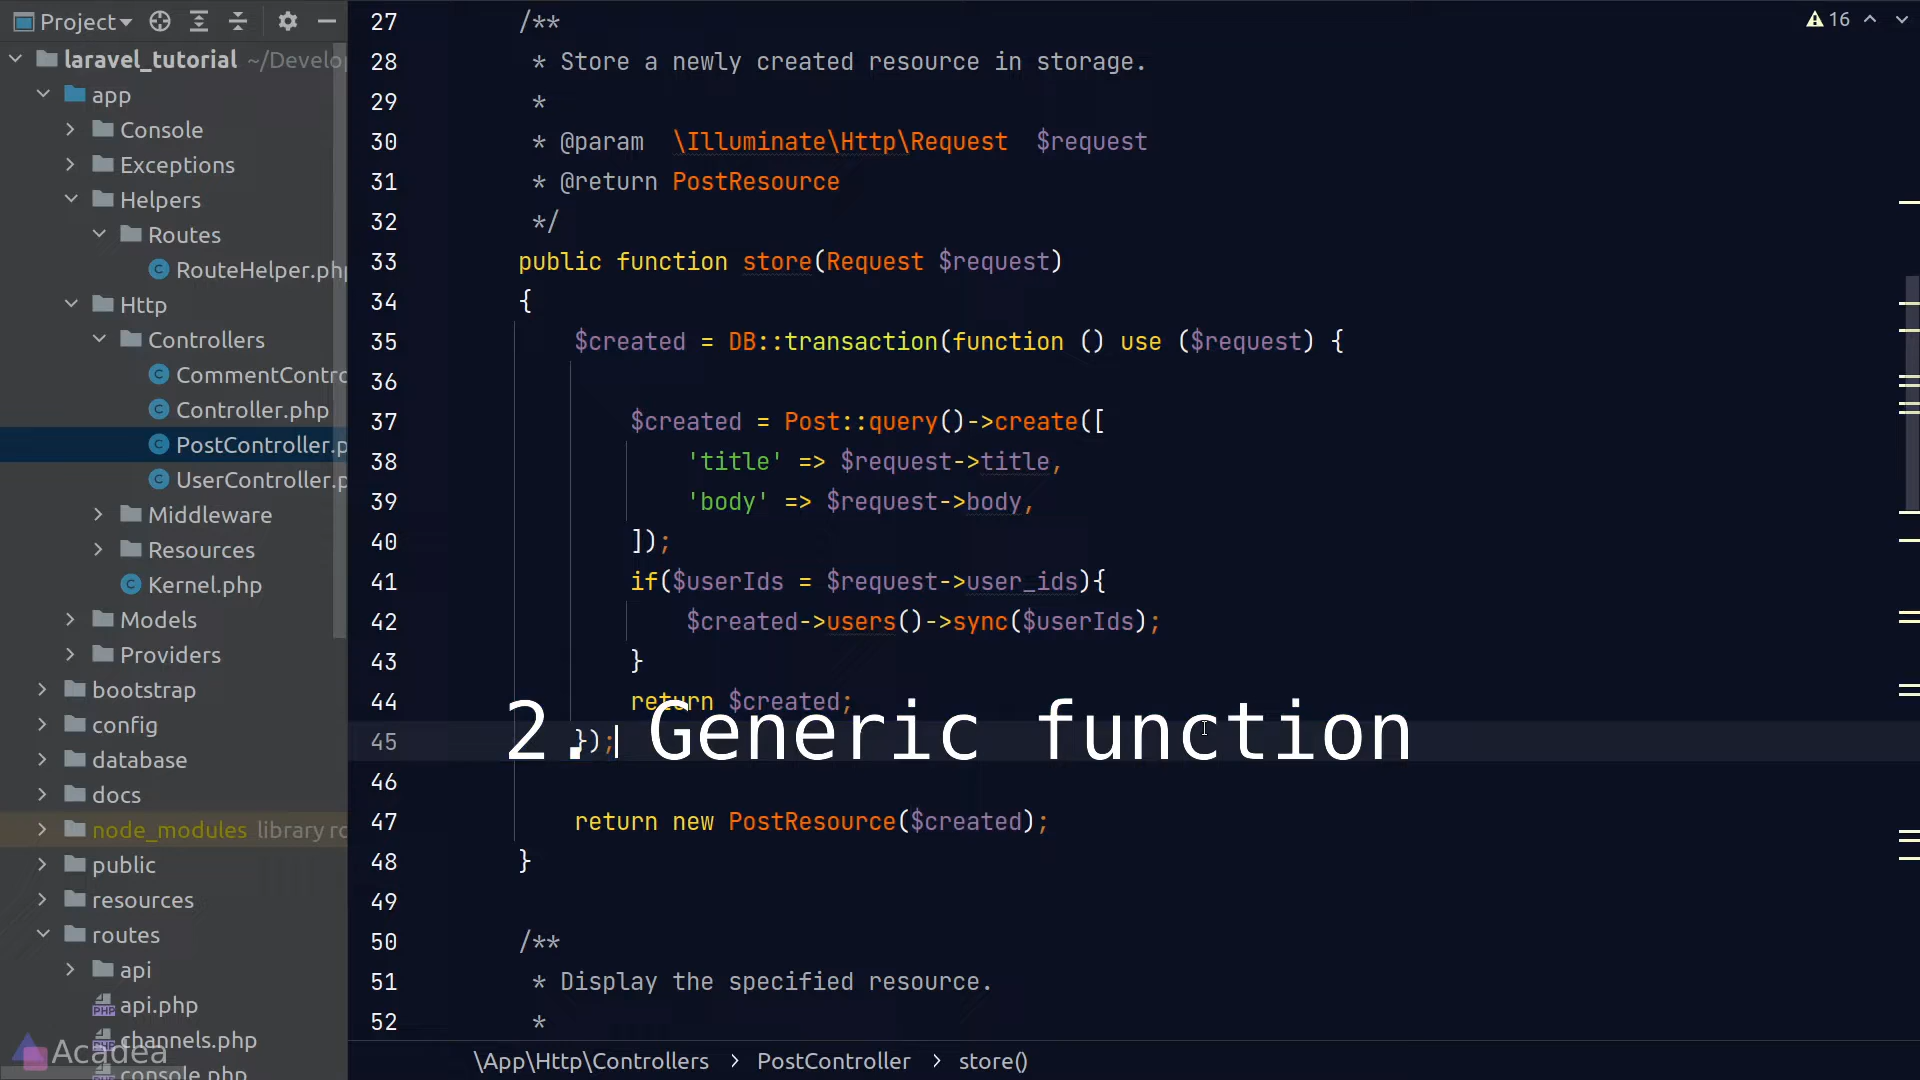 Project
laravel_tutorial ~/Develo
app
Console
Exceptions
Helpers
Routes
RouteHelper.ph
Http
Controllers
CommentContro
Controller.php
PostController.p
UserController.p
Middleware
Resources
Kernel.php
Models
Providers
bootstrap
config
database
docs
node_modules library ro
public
resources
routes
api
api.php
channels.php
console.php
Acadea
16
27 /**
28 * Store a newly created resource in storage.
29 *
30 * @param \Illuminate\Http\Request $request
31 * @return PostResource
32 */
33 public function store(Request $request)
34 {
35 $created = DB::transaction(function () use ($request) {
36
37 $created = Post::query()->create([
38 'title' => $request->title,
39 'body' => $request->body,
40 ]);
41 if($userIds = $request->user_ids){
42 $created->users()->sync($userIds);
43 }
44 return $created;
2. Generic function
45 });
46
47 return new PostResource($created);
48 }
49
50 /**
51 * Display the specified resource.
52 *
\App\Http\Controllers > PostController > store()